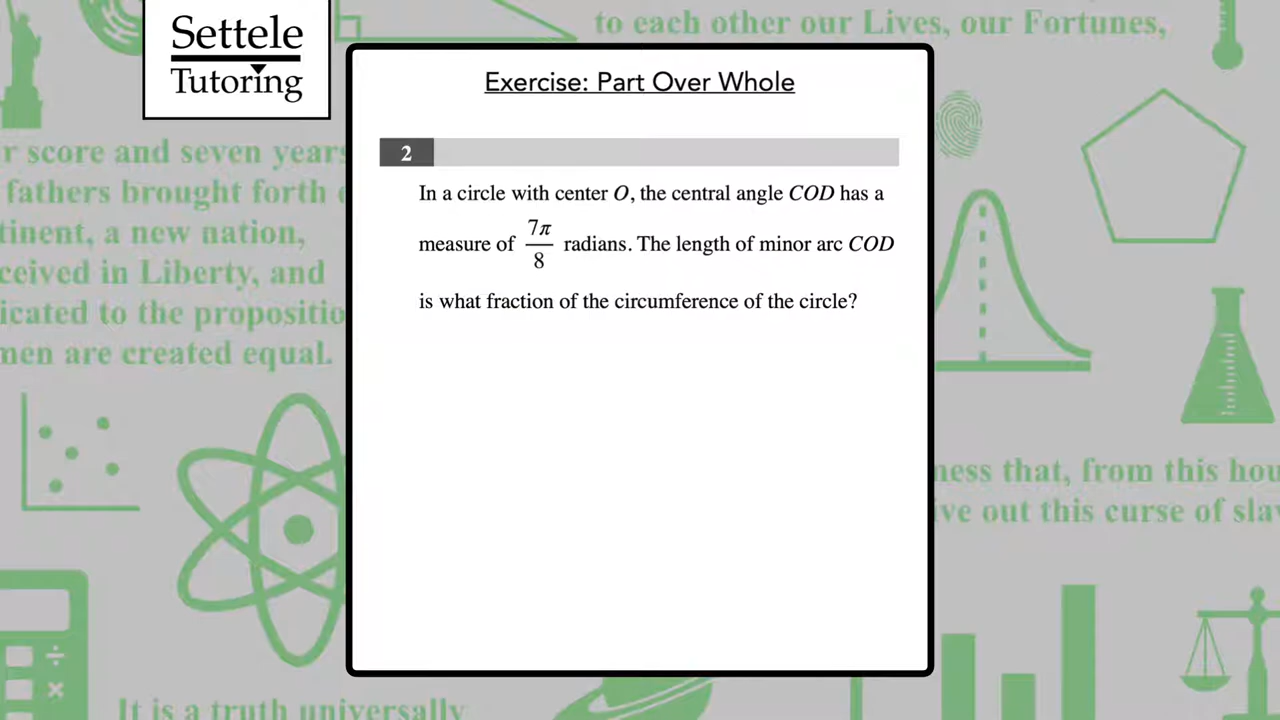 Settele
Tutoring
to each other our Lives, our Fortunes,
Exercise: Part Over Whole
2
In a circle with center O, the central angle COD has a
measure of 7π/8 radians. The length of minor arc COD
is what fraction of the circumference of the circle?
r score and seven years
fathers brought forth
tinent, a new nation,
ceived in Liberty, and
icated to the propositio
men are created equal.
ness that, from this hou
ive out this curse of slav
It is a truth universally
÷
×